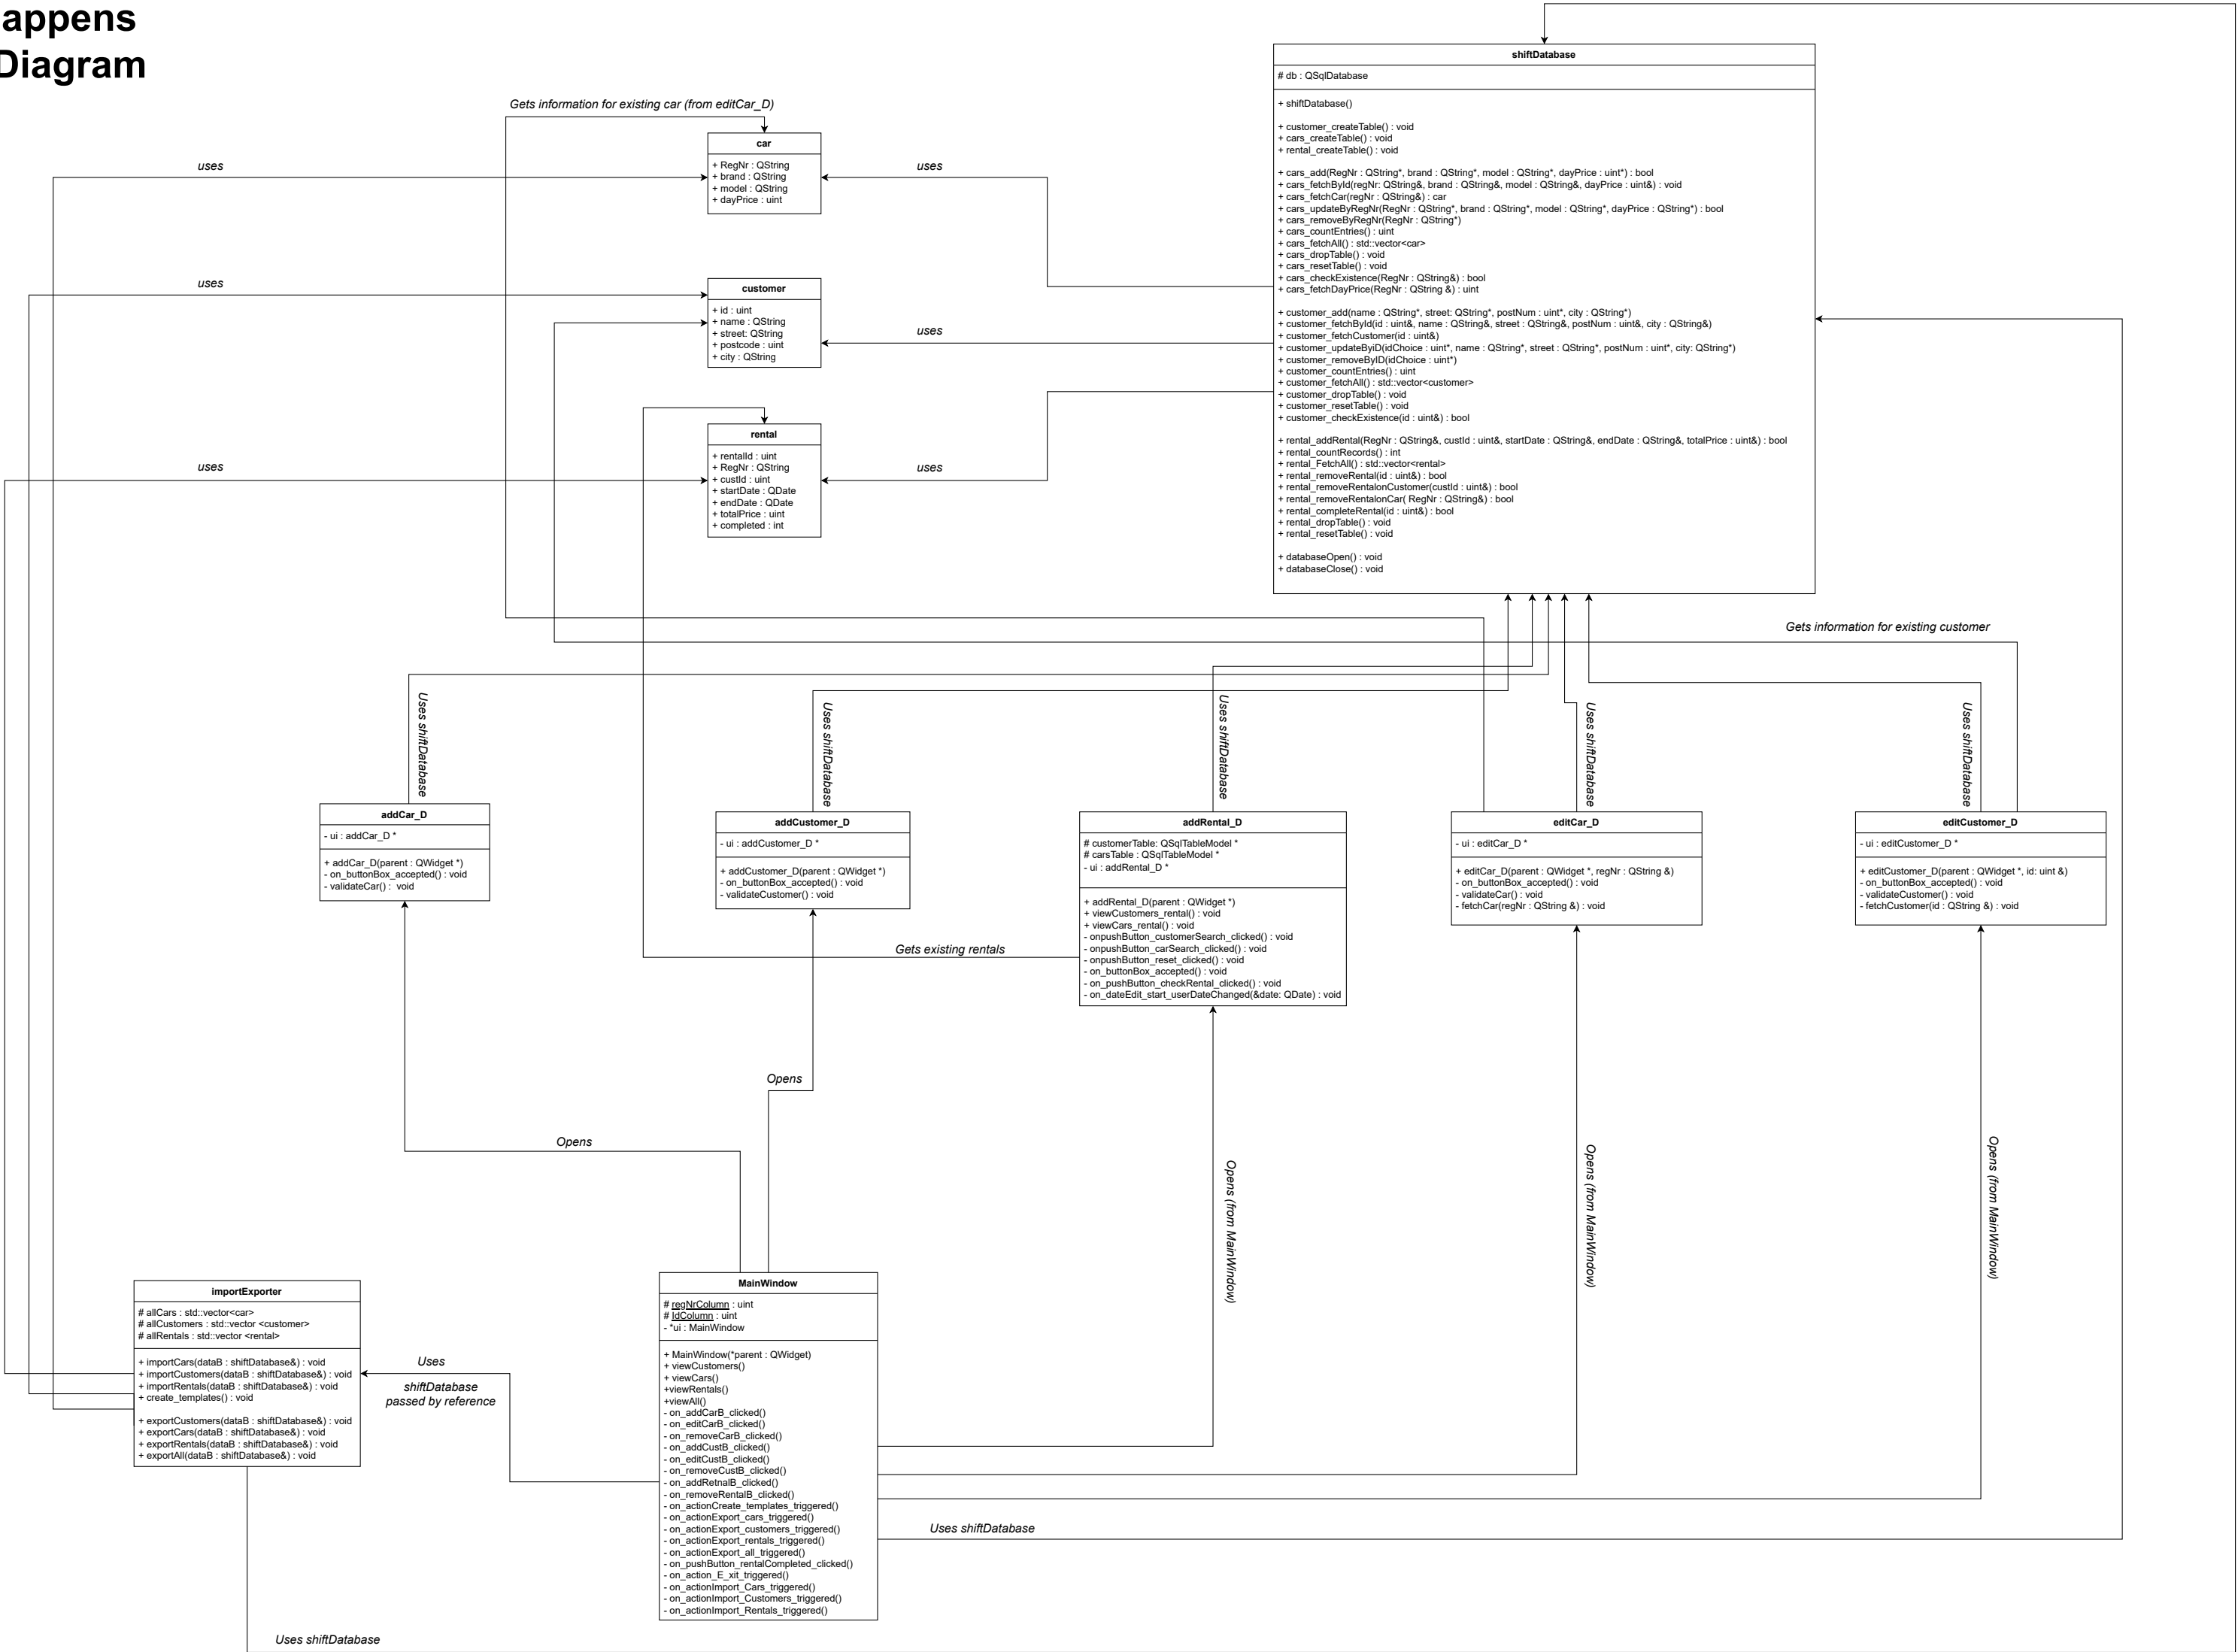 appens
Diagram
shiftDatabase
# db : QSqlDatabase
+ shiftDatabase()
+ customer_createTable() : void
+ cars_createTable() : void
+ rental_createTable() : void
+ cars_add(RegNr : QString*, brand : QString*, model : QString*, dayPrice : uint*) : bool
+ cars_fetchById(regNr: QString&, brand : QString&, model : QString&, dayPrice : uint&) : void
+ cars_fetchCar(regNr : QString&) : car
+ cars_updateByRegNr(RegNr : QString*, brand : QString*, model : QString*, dayPrice : QString*) : bool
+ cars_removeByRegNr(RegNr : QString*)
+ cars_countEntries() : uint
+ cars_fetchAll() : std::vector<car>
+ cars_dropTable() : void
+ cars_resetTable() : void
+ cars_checkExistence(RegNr : QString&) : bool
+ cars_fetchDayPrice(RegNr : QString &) : uint
+ customer_add(name : QString*, street: QString*, postNum : uint*, city : QString*)
+ customer_fetchById(id : uint&, name : QString&, street : QString&, postNum : uint&, city : QString&)
+ customer_fetchCustomer(id : uint&)
+ customer_updateByiD(idChoice : uint*, name : QString*, street : QString*, postNum : uint*, city: QString*)
+ customer_removeByID(idChoice : uint*)
+ customer_countEntries() : uint
+ customer_fetchAll() : std::vector<customer>
+ customer_dropTable() : void
+ customer_resetTable() : void
+ customer_checkExistence(id : uint&) : bool
+ rental_addRental(RegNr : QString&, custId : uint&, startDate : QString&, endDate : QString&, totalPrice : uint&) : bool
+ rental_countRecords() : int
+ rental_FetchAll() : std::vector<rental>
+ rental_removeRental(id : uint&) : bool
+ rental_removeRentalonCustomer(custId : uint&) : bool
+ rental_removeRentalonCar( RegNr : QString&) : bool
+ rental_completeRental(id : uint&) : bool
+ rental_dropTable() : void
+ rental_resetTable() : void
+ databaseOpen() : void
+ databaseClose() : void
Gets information for existing car (from editCar_D)
car
+ RegNr : QString
+ brand : QString
+ model : QString
+ dayPrice : uint
uses
uses
customer
+ id : uint
+ name : QString
+ street: QString
+ postcode : uint
+ city : QString
uses
uses
rental
+ rentalId : uint
+ RegNr : QString
+ custId : uint
+ startDate : QDate
+ endDate : QDate
+ totalPrice : uint
+ completed : int
uses
uses
Gets information for existing customer
Uses shiftDatabase
Uses shiftDatabase
Uses shiftDatabase
Uses shiftDatabase
Uses shiftDatabase
addCar_D
- ui : addCar_D *
+ addCar_D(parent : QWidget *)
- on_buttonBox_accepted() : void
- validateCar() :  void
addCustomer_D
- ui : addCustomer_D *
+ addCustomer_D(parent : QWidget *)
- on_buttonBox_accepted() : void
- validateCustomer() : void
addRental_D
# customerTable: QSqlTableModel *
# carsTable : QSqlTableModel *
- ui : addRental_D *
+ addRental_D(parent : QWidget *)
+ viewCustomers_rental() : void
+ viewCars_rental() : void
- onpushButton_customerSearch_clicked() : void
- onpushButton_carSearch_clicked() : void
- onpushButton_reset_clicked() : void
- on_buttonBox_accepted() : void
- on_pushButton_checkRental_clicked() : void
- on_dateEdit_start_userDateChanged(&date: QDate) : void
editCar_D
- ui : editCar_D *
+ editCar_D(parent : QWidget *, regNr : QString &)
- on_buttonBox_accepted() : void
- validateCar() : void
- fetchCar(regNr : QString &) : void
editCustomer_D
- ui : editCustomer_D *
+ editCustomer_D(parent : QWidget *, id: uint &)
- on_buttonBox_accepted() : void
- validateCustomer() : void
- fetchCustomer(id : QString &) : void
Gets existing rentals
Opens
Opens
Opens (from MainWindow)
Opens (from MainWindow)
Opens (from MainWindow)
importExporter
# allCars : std::vector<car>
# allCustomers : std::vector <customer>
# allRentals : std::vector <rental>
+ importCars(dataB : shiftDatabase&) : void
+ importCustomers(dataB : shiftDatabase&) : void
+ importRentals(dataB : shiftDatabase&) : void
+ create_templates() : void
+ exportCustomers(dataB : shiftDatabase&) : void
+ exportCars(dataB : shiftDatabase&) : void
+ exportRentals(dataB : shiftDatabase&) : void
+ exportAll(dataB : shiftDatabase&) : void
Uses
shiftDatabase
passed by reference
MainWindow
# regNrColumn : uint
# IdColumn : uint
- *ui : MainWindow
+ MainWindow(*parent : QWidget)
+ viewCustomers()
+ viewCars()
+viewRentals()
+viewAll()
- on_addCarB_clicked()
- on_editCarB_clicked()
- on_removeCarB_clicked()
- on_addCustB_clicked()
- on_editCustB_clicked()
- on_removeCustB_clicked()
- on_addRetnalB_clicked()
- on_removeRentalB_clicked()
- on_actionCreate_templates_triggered()
- on_actionExport_cars_triggered()
- on_actionExport_customers_triggered()
- on_actionExport_rentals_triggered()
- on_actionExport_all_triggered()
- on_pushButton_rentalCompleted_clicked()
- on_action_E_xit_triggered()
- on_actionImport_Cars_triggered()
- on_actionImport_Customers_triggered()
- on_actionImport_Rentals_triggered()
Uses shiftDatabase
Uses shiftDatabase